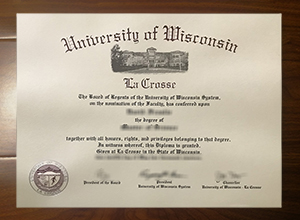 University of Wisconsin
La Crosse
The Board of Regents of the University of Wisconsin System,
on the nomination of the Faculty, has conferred upon
the degree of
Master of Science
together with all honors, rights, and privileges belonging to that degree.
In witness whereof, this Diploma is granted.
Given at La Crosse in the State of Wisconsin,
President of the Board
President
University of Wisconsin System
Chancellor
University of Wisconsin - La Crosse